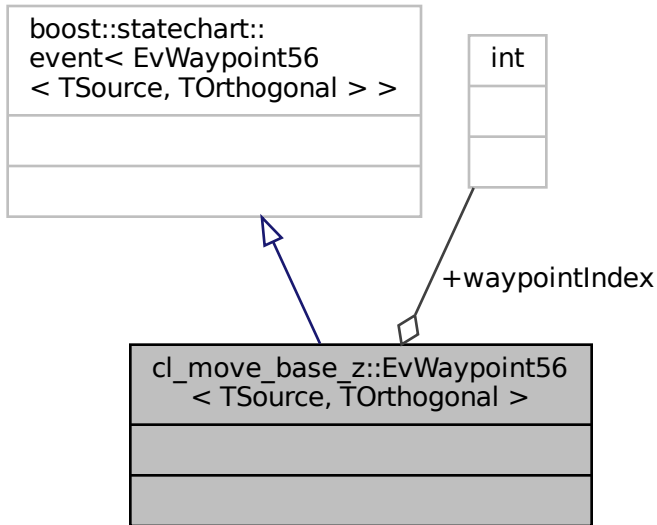 boost::statechart::
event< EvWaypoint56
< TSource, TOrthogonal > >
int
+waypointIndex
cl_move_base_z::EvWaypoint56
< TSource, TOrthogonal >